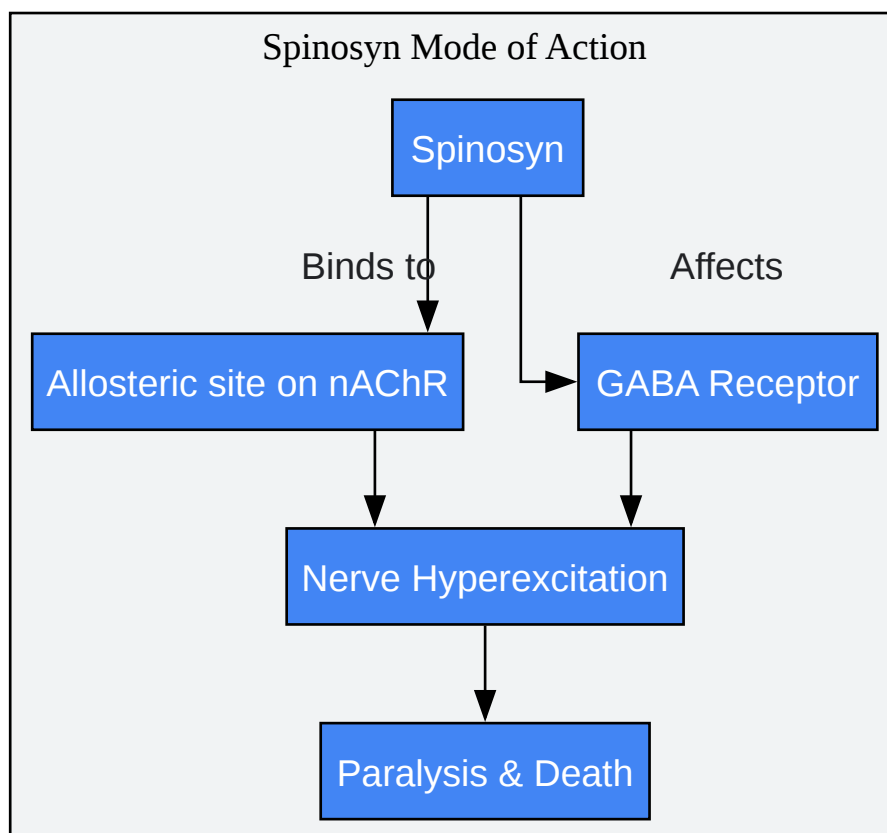 Spinosyn Mode of Action
Spinosyn
Binds to
Affects
Allosteric site on nAChR
GABA Receptor
Nerve Hyperexcitation
Paralysis & Death